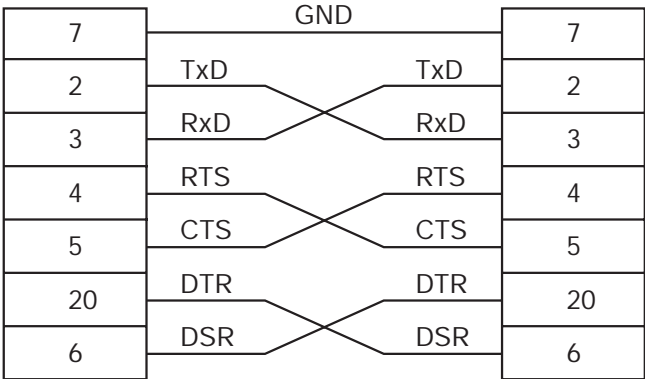 GND
7 7
TxD TxD
2 2
RxD RxD
3 3
RTS RTS
4 4
CTS CTS
5 5
DTR DTR
20 20
DSR DSR
6 6